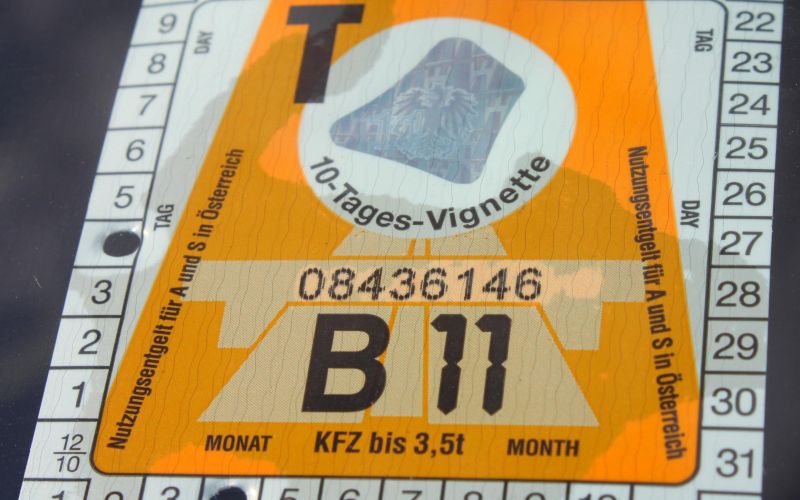 T
10-Tages-Vignette
08436146
B 11
MONAT KFZ bis 3,5t MONTH
Nutzungsentgelt für A und S in Österreich
Nutzungsentgelt für A und S in Österreich
DAY
TAG
TAG
DAY
9
8
7
6
5
3
2
1
12/10
22
23
24
25
26
27
28
29
30
31